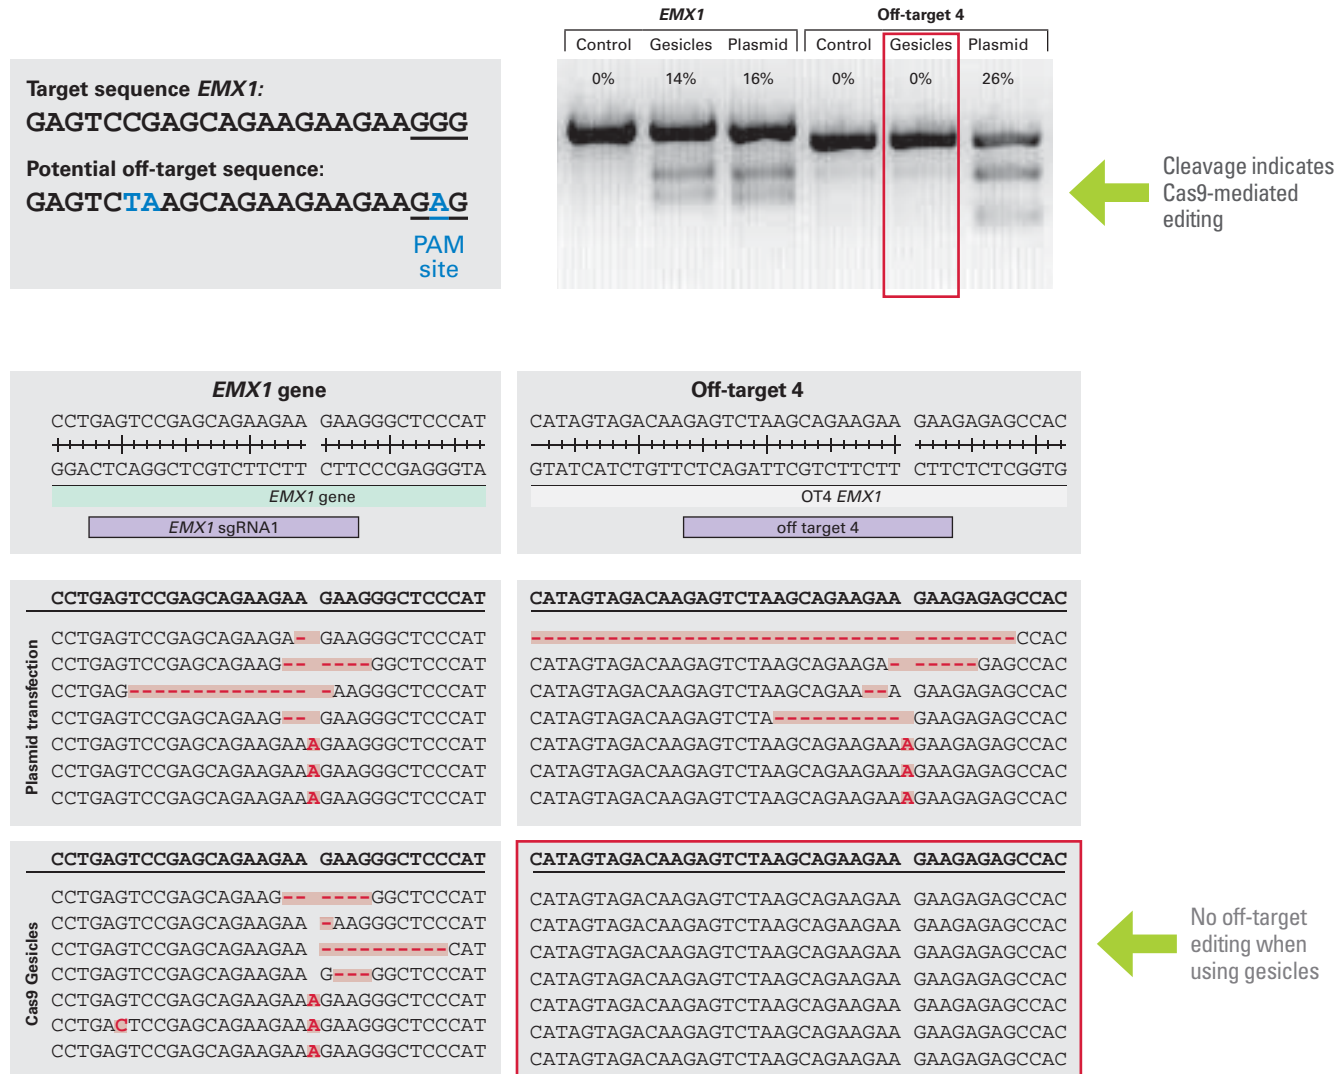 Target sequence EMX1:
GAGTCCGAGCAGAAGAAGAAGGG
Potential off-target sequence:
GAGTCTAAGCAGAAGAAGAAGAG
PAM
site
EMX1 Off-target 4
Control Gesicles Plasmid Control Gesicles Plasmid
0% 14% 16% 0% 0% 26%
Cleavage indicates
Cas9-mediated
editing
EMX1 gene
CCTGAGTCCGAGCAGAAGAA GAAGGGCTCCCAT
GGACTCAGGCTCGTCTTCTT CTTCCCGAGGGTA
EMX1 gene
EMX1 sgRNA1
Off-target 4
CATAGTAGACAAGAGTCTAAGCAGAAGAA GAAGAGAGCCAC
GTATCATCTGTTCTCAGATTCGTCTTCTT CTTCTCTCGGTG
OT4 EMX1
off target 4
Plasmid transfection
CCTGAGTCCGAGCAGAAGAA GAAGGGCTCCCAT
CCTGAGTCCGAGCAGAAGA- GAAGGGCTCCCAT
CCTGAGTCCGAGCAGAAG-- ----GGCTCCCAT
CCTGAG-------------- -AAGGGCTCCCAT
CCTGAGTCCGAGCAGAAG-- GAAGGGCTCCCAT
CCTGAGTCCGAGCAGAAGAAAGAAGGGCTCCCAT
CCTGAGTCCGAGCAGAAGAAAGAAGGGCTCCCAT
CCTGAGTCCGAGCAGAAGAAAGAAGGGCTCCCAT
CATAGTAGACAAGAGTCTAAGCAGAAGAA GAAGAGAGCCAC
----------------------------- --------CCAC
CATAGTAGACAAGAGTCTAAGCAGAAGA- -----GAGCCAC
CATAGTAGACAAGAGTCTAAGCAGAA--A GAAGAGAGCCAC
CATAGTAGACAAGAGTCTA---------- GAAGAGAGCCAC
CATAGTAGACAAGAGTCTAAGCAGAAGAAAGAAGAGAGCCAC
CATAGTAGACAAGAGTCTAAGCAGAAGAAAGAAGAGAGCCAC
CATAGTAGACAAGAGTCTAAGCAGAAGAAAGAAGAGAGCCAC
Cas9 Gesicles
CCTGAGTCCGAGCAGAAGAA GAAGGGCTCCCAT
CCTGAGTCCGAGCAGAAG-- ----GGCTCCCAT
CCTGAGTCCGAGCAGAAGAA -AAGGGCTCCCAT
CCTGAGTCCGAGCAGAAGAA ----------CAT
CCTGAGTCCGAGCAGAAGAA G---GGCTCCCAT
CCTGAGTCCGAGCAGAAGAAAGAAGGGCTCCCAT
CCTGACTCCGAGCAGAAGAAAGAAGGGCTCCCAT
CCTGAGTCCGAGCAGAAGAAAGAAGGGCTCCCAT
CATAGTAGACAAGAGTCTAAGCAGAAGAA GAAGAGAGCCAC
CATAGTAGACAAGAGTCTAAGCAGAAGAA GAAGAGAGCCAC
CATAGTAGACAAGAGTCTAAGCAGAAGAA GAAGAGAGCCAC
CATAGTAGACAAGAGTCTAAGCAGAAGAA GAAGAGAGCCAC
CATAGTAGACAAGAGTCTAAGCAGAAGAA GAAGAGAGCCAC
CATAGTAGACAAGAGTCTAAGCAGAAGAA GAAGAGAGCCAC
CATAGTAGACAAGAGTCTAAGCAGAAGAA GAAGAGAGCCAC
CATAGTAGACAAGAGTCTAAGCAGAAGAA GAAGAGAGCCAC
No off-target
editing when
using gesicles